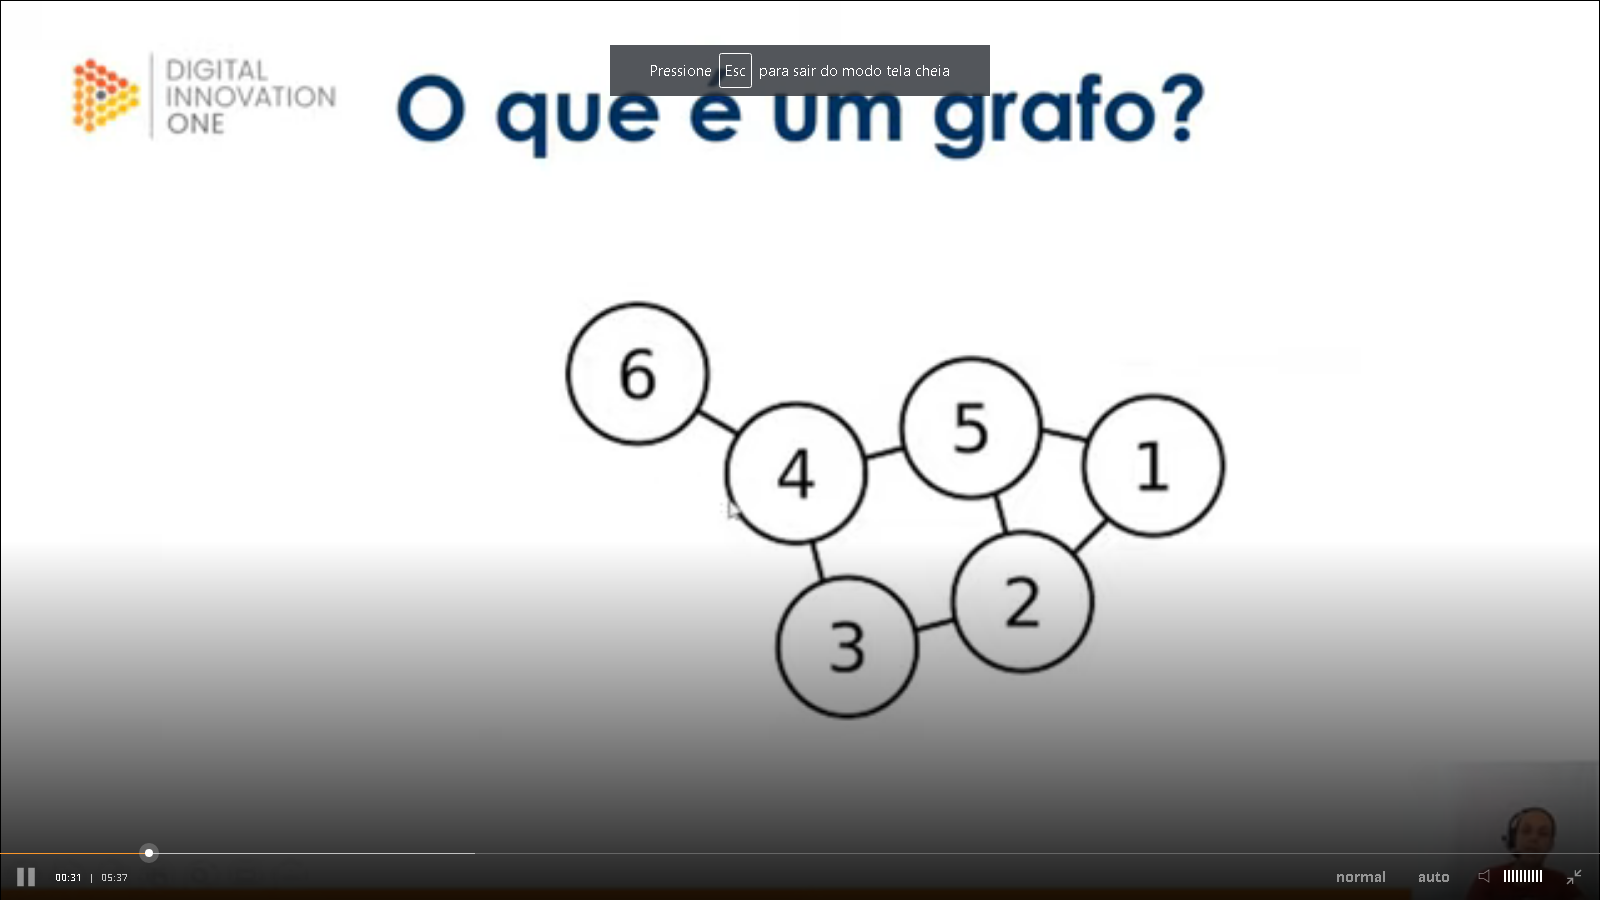 DIGITAL
INNOVATION
ONE
Pressione Esc para sair do modo tela cheia
O que é um grafo?
6
5
4
1
2
3
00:31 | 05:37
normal
auto